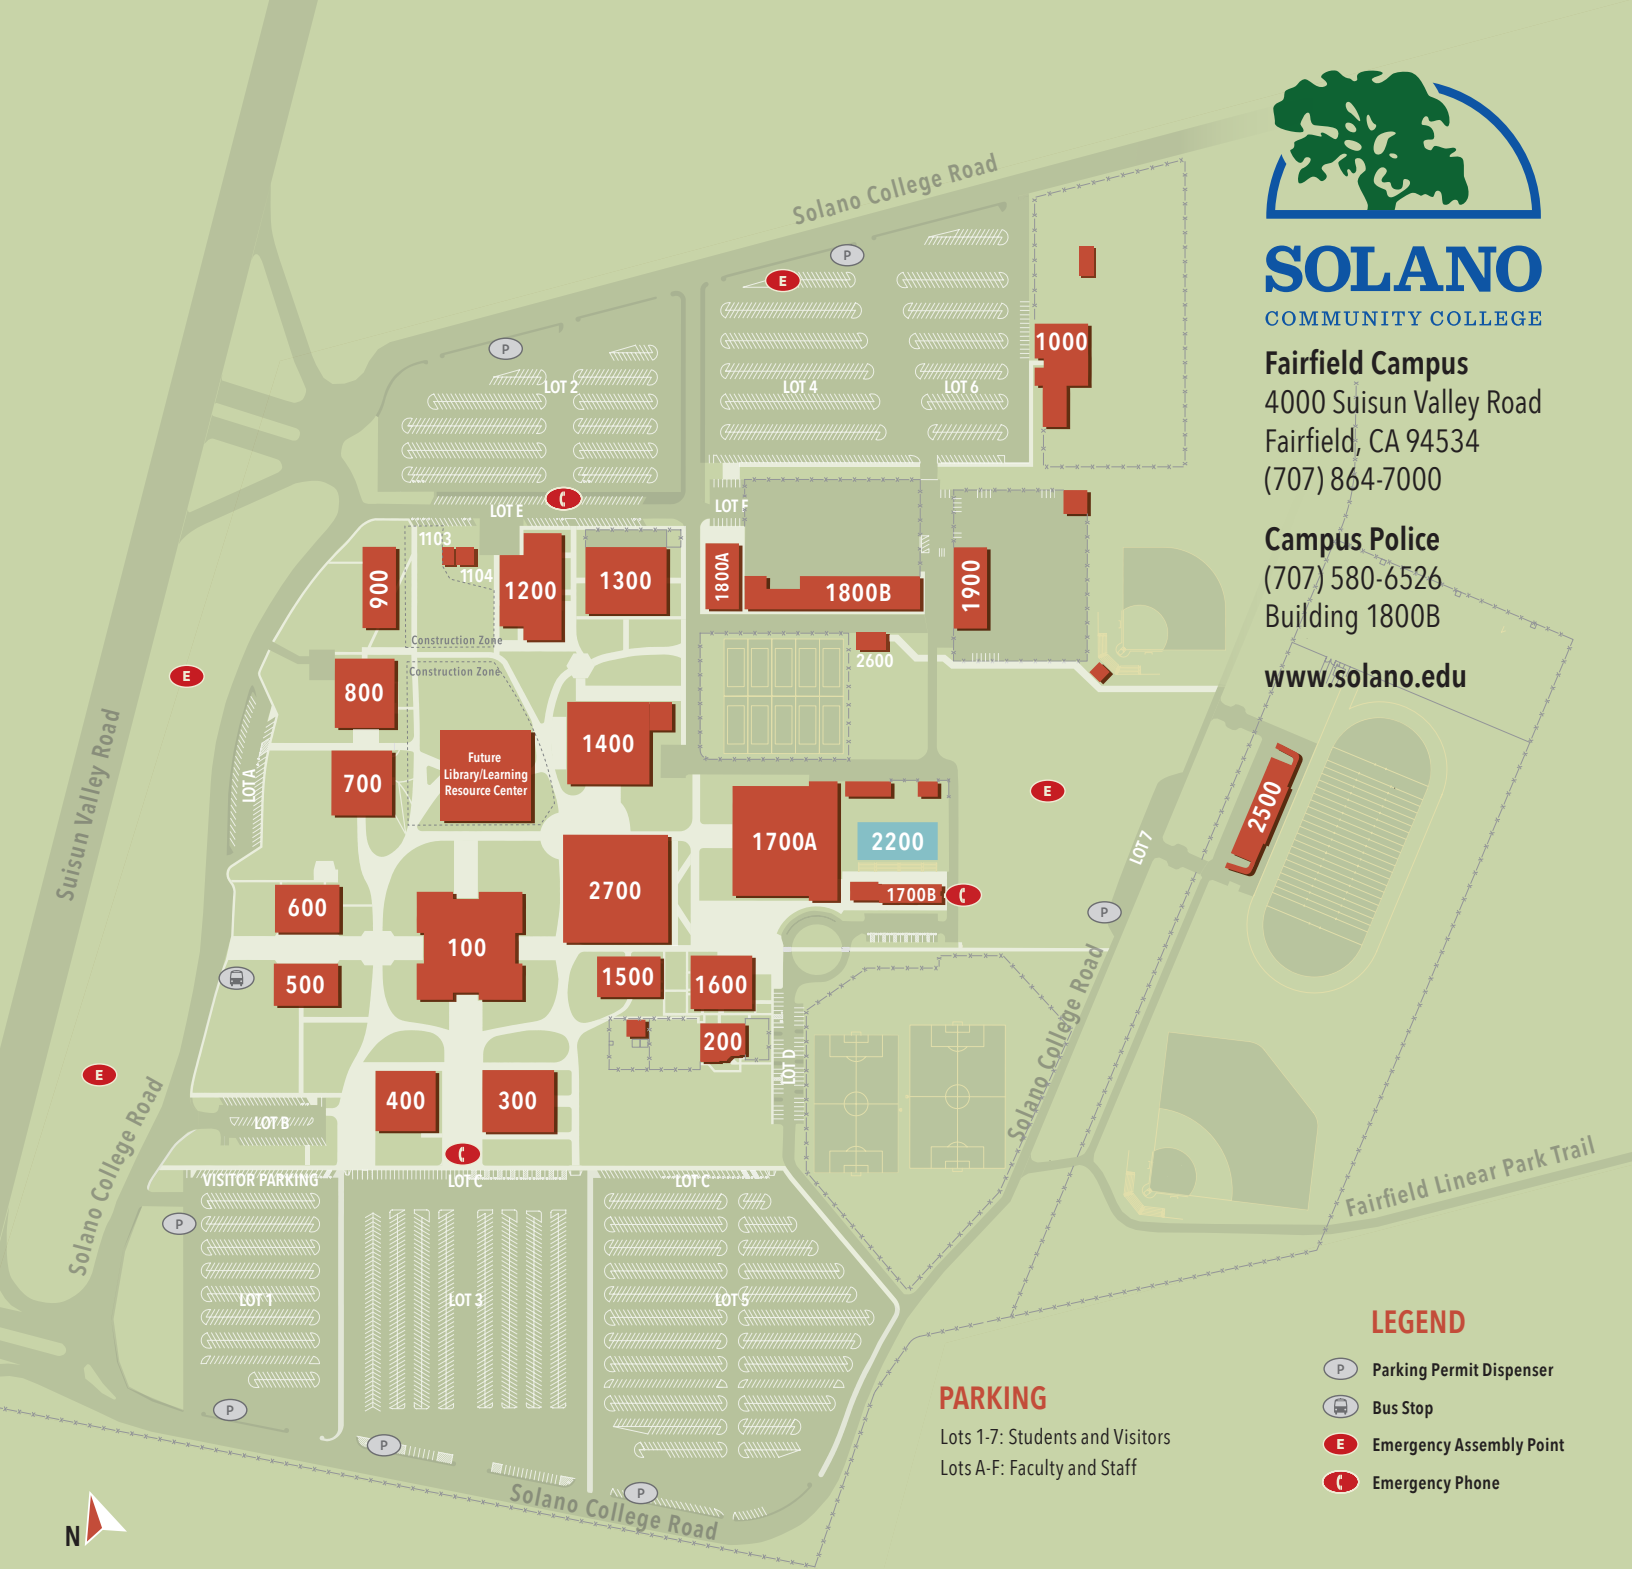 SOLANO
COMMUNITY COLLEGE
Fairfield Campus
4000 Suisun Valley Road
Fairfield, CA 94534
(707) 864-7000
Campus Police
(707) 580-6526
Building 1800B
www.solano.edu
Solano College Road
P
E
P
1000
LOT 2
LOT 4
LOT 6
LOT E
LOT F
1103
1104
900
1200
1300
1800A
1800B
1900
Construction Zone
Construction Zone
2600
E
800
1400
700
Future
Library/Learning
Resource Center
LOT A
Suisun Valley Road
E
2500
LOT 7
1700A
2200
2700
1700B
600
P
100
500
1500
1600
200
LOT D
Solano College Road
E
400
300
LOT B
Solano College Road
VISITOR PARKING
LOT C
LOT C
Fairfield Linear Park Trail
P
LOT 1
LOT 3
LOT 5
P
P
P
Solano College Road
N
PARKING
Lots 1-7: Students and Visitors
Lots A-F: Faculty and Staff
LEGEND
P Parking Permit Dispenser
Bus Stop
E Emergency Assembly Point
Emergency Phone